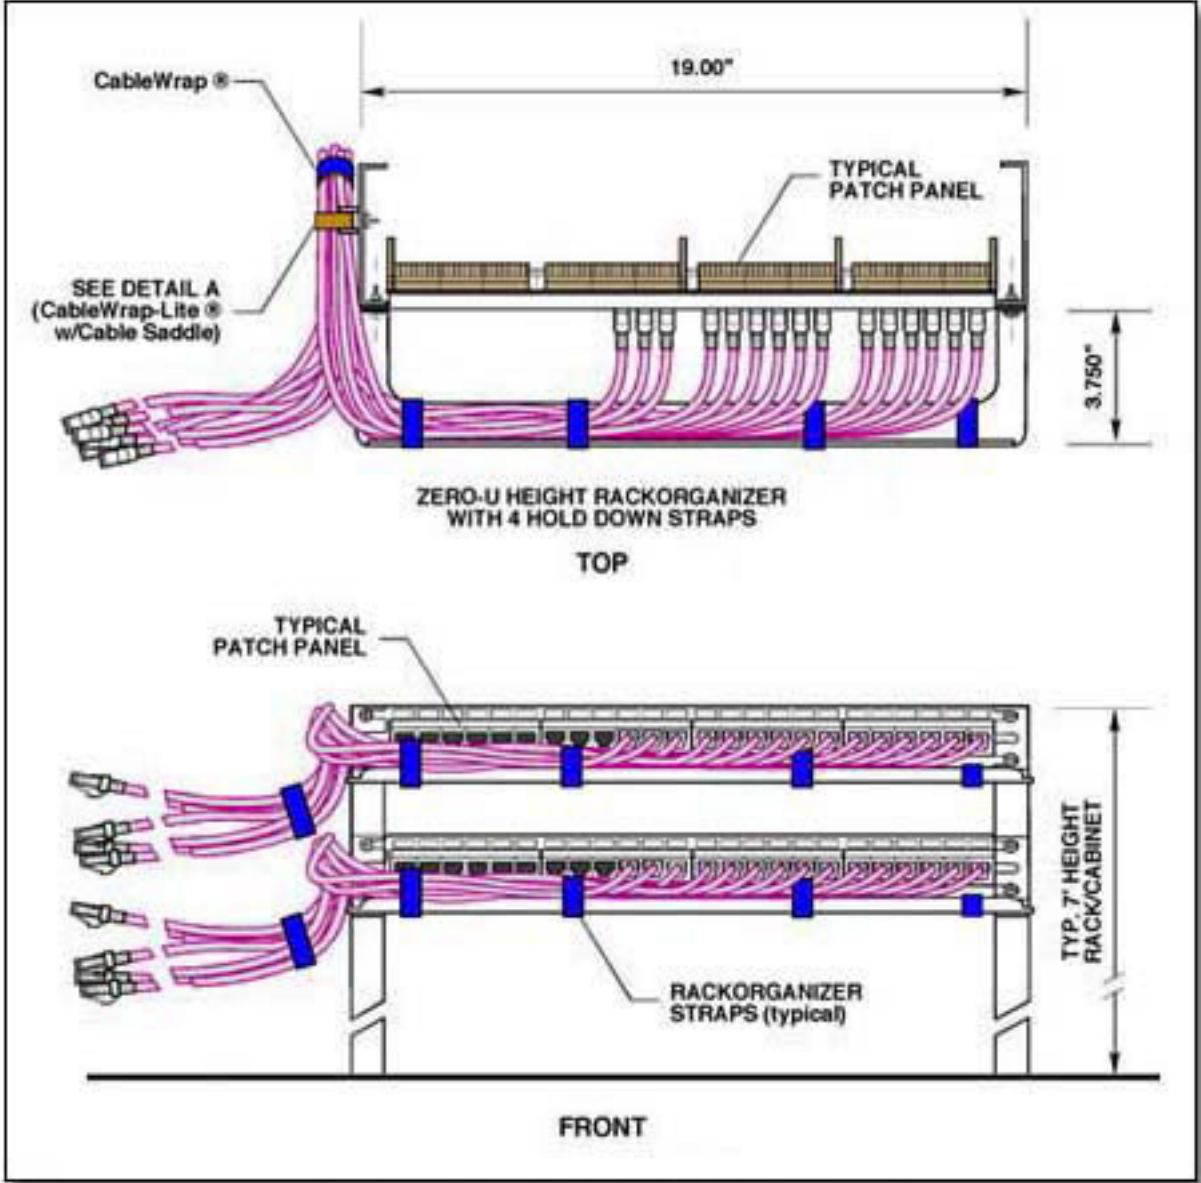 CableWrap ®
19.00"
TYPICAL
PATCH PANEL
SEE DETAIL A
(CableWrap-Lite ®
w/Cable Saddle)
3.750"
ZERO-U HEIGHT RACKORGANIZER
WITH 4 HOLD DOWN STRAPS
TOP
TYPICAL
PATCH PANEL
TYP. 7' HEIGHT
RACK/CABINET
RACKORGANIZER
STRAPS (typical)
FRONT